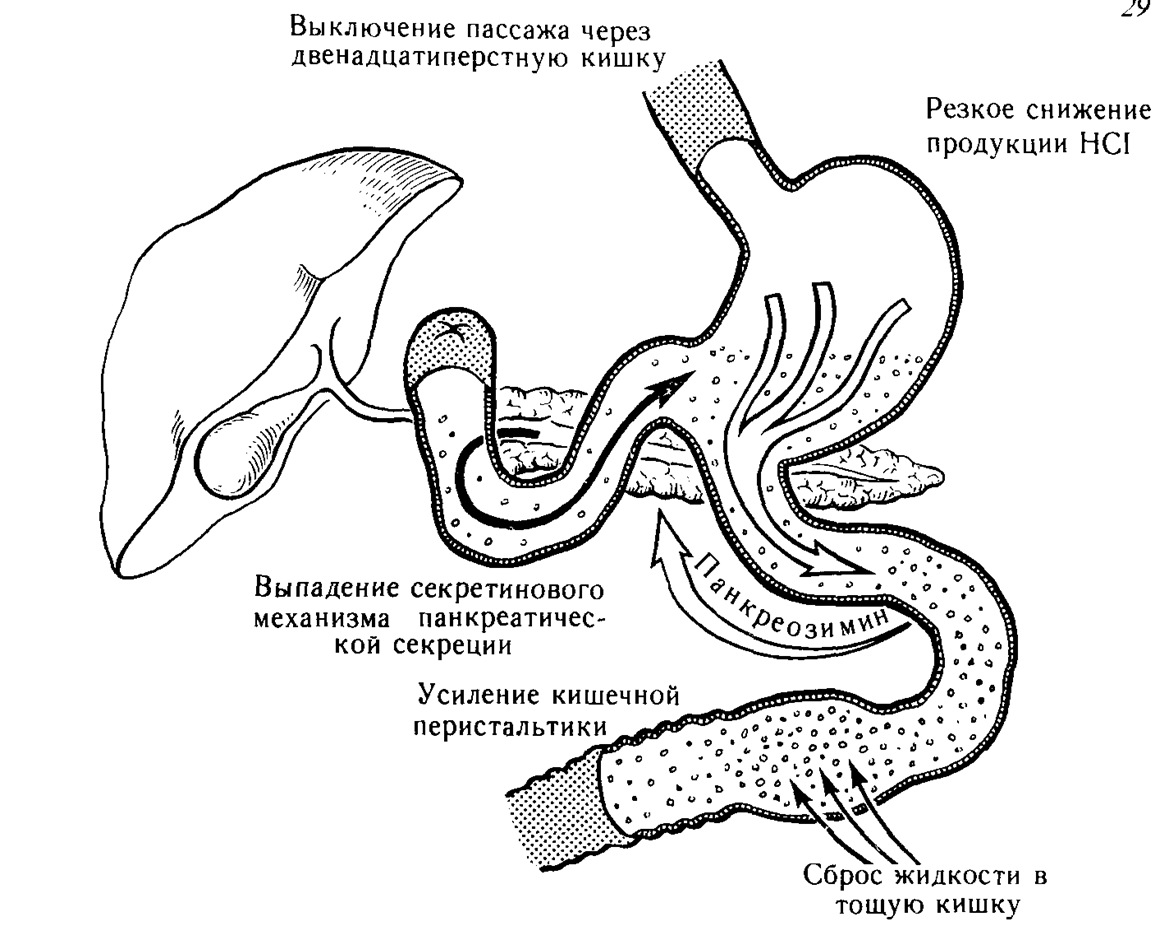 29
Выключение пассажа через
двенадцатиперстную кишку
Резкое снижение
продукции HCl
Выпадение секретинового
механизма панкреатичес-
кой секреции
Панкреозимин
Усиление кишечной
перистальтики
Сброс жидкости в
тощую кишку